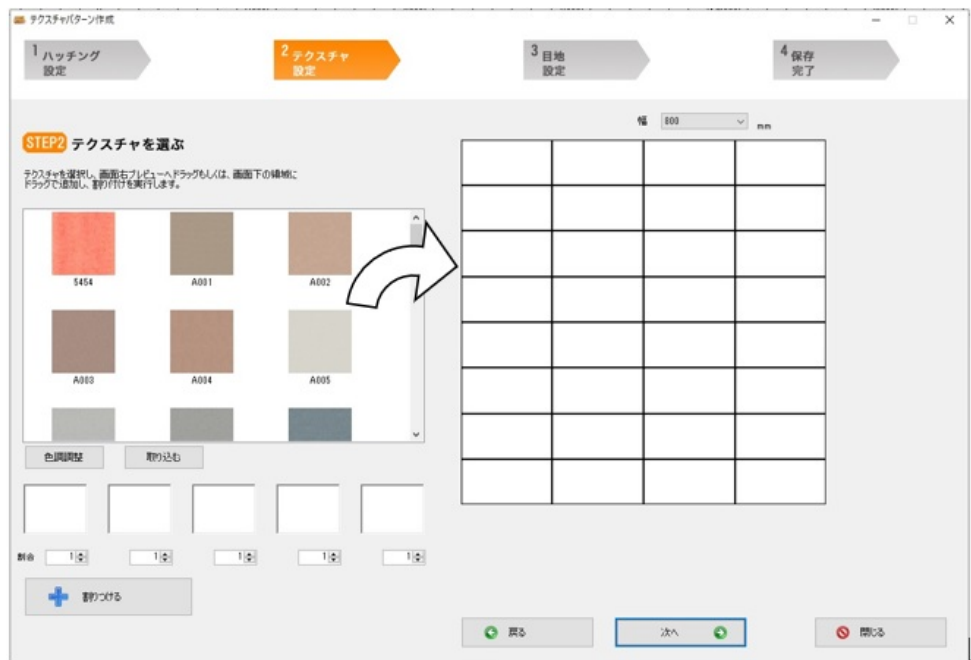 テクスチャパターン作成
1 ハッチング
設定
2 テクスチャ
設定
3 目地
設定
4 保存
完了
幅 800 mm
STEP2 テクスチャを選ぶ
テクスチャを選択し、画面右プレビューへドラッグもしくは、画面下の領域に
ドラッグで追加し、割り付けを実行します。
5454 A001 A002
A003 A004 A005
色調調整 取り込む
割合 1 1 1 1 1
割りつける
戻る 次へ 閉じる